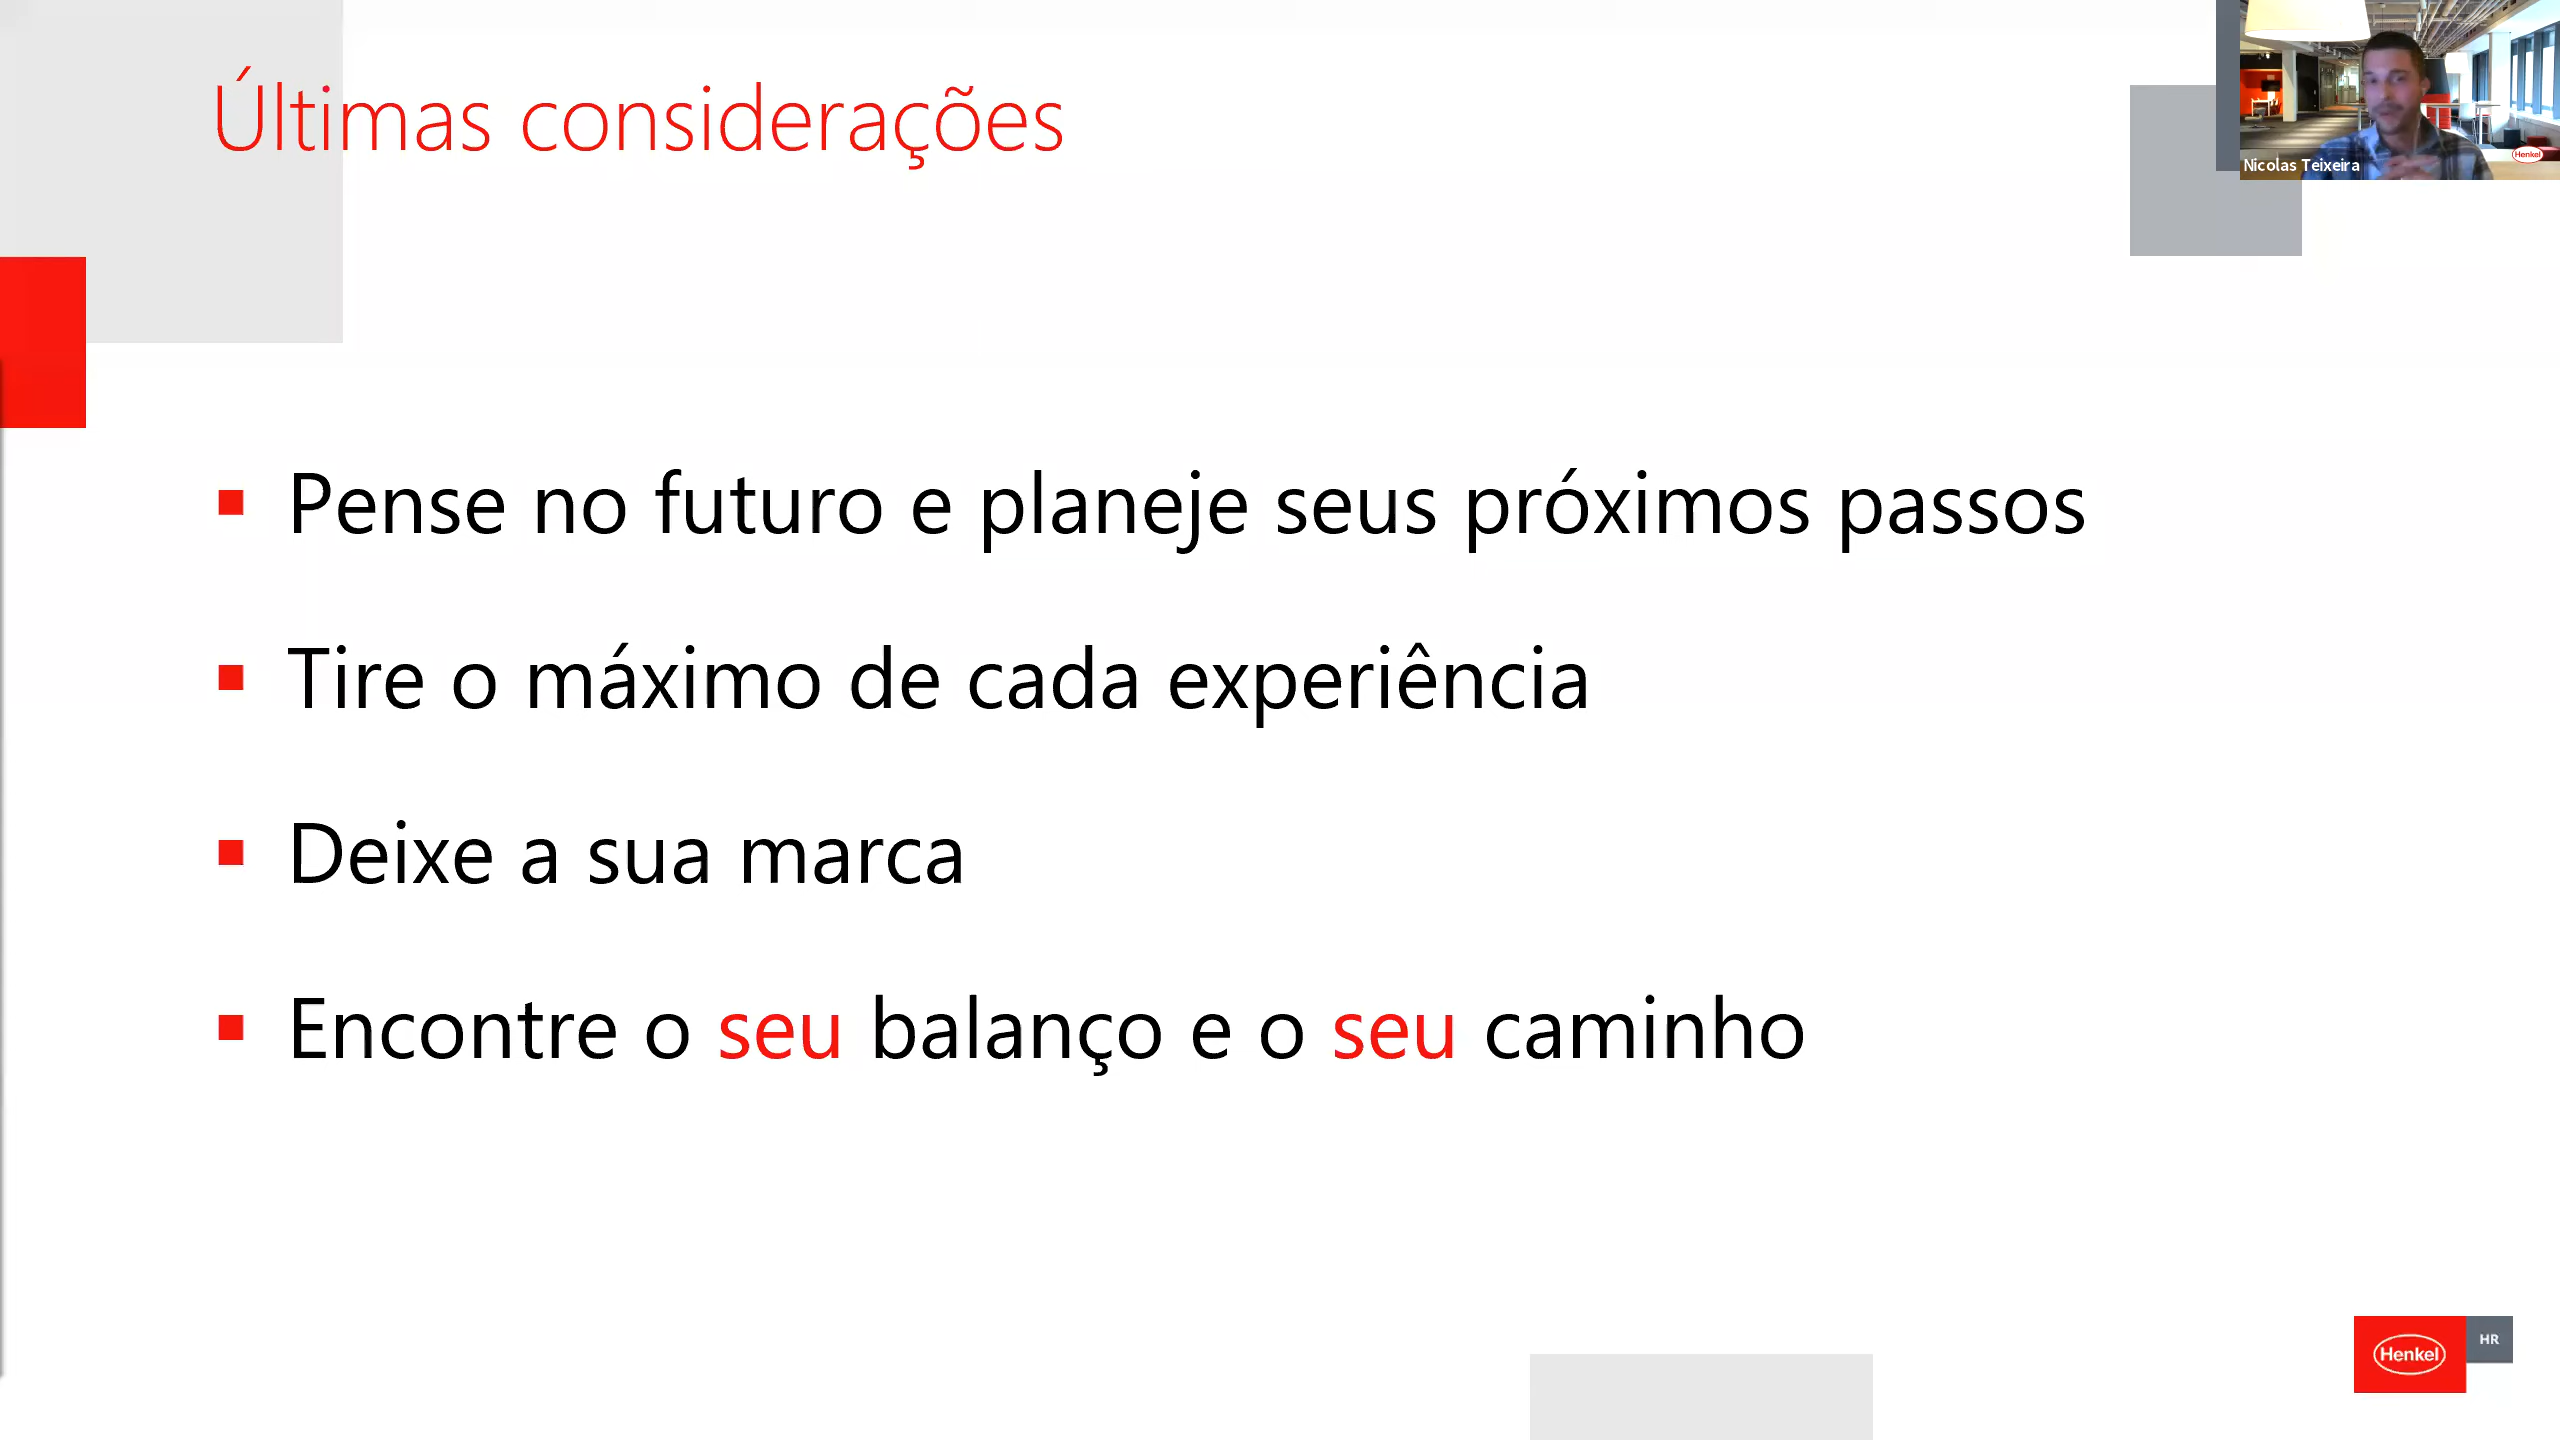 Últimas considerações
Henkel
Nicolas Teixeira
Pense no futuro e planeje seus próximos passos
Tire o máximo de cada experiência
Deixe a sua marca
Encontre o seu balanço e o seu caminho
HR
Henkel